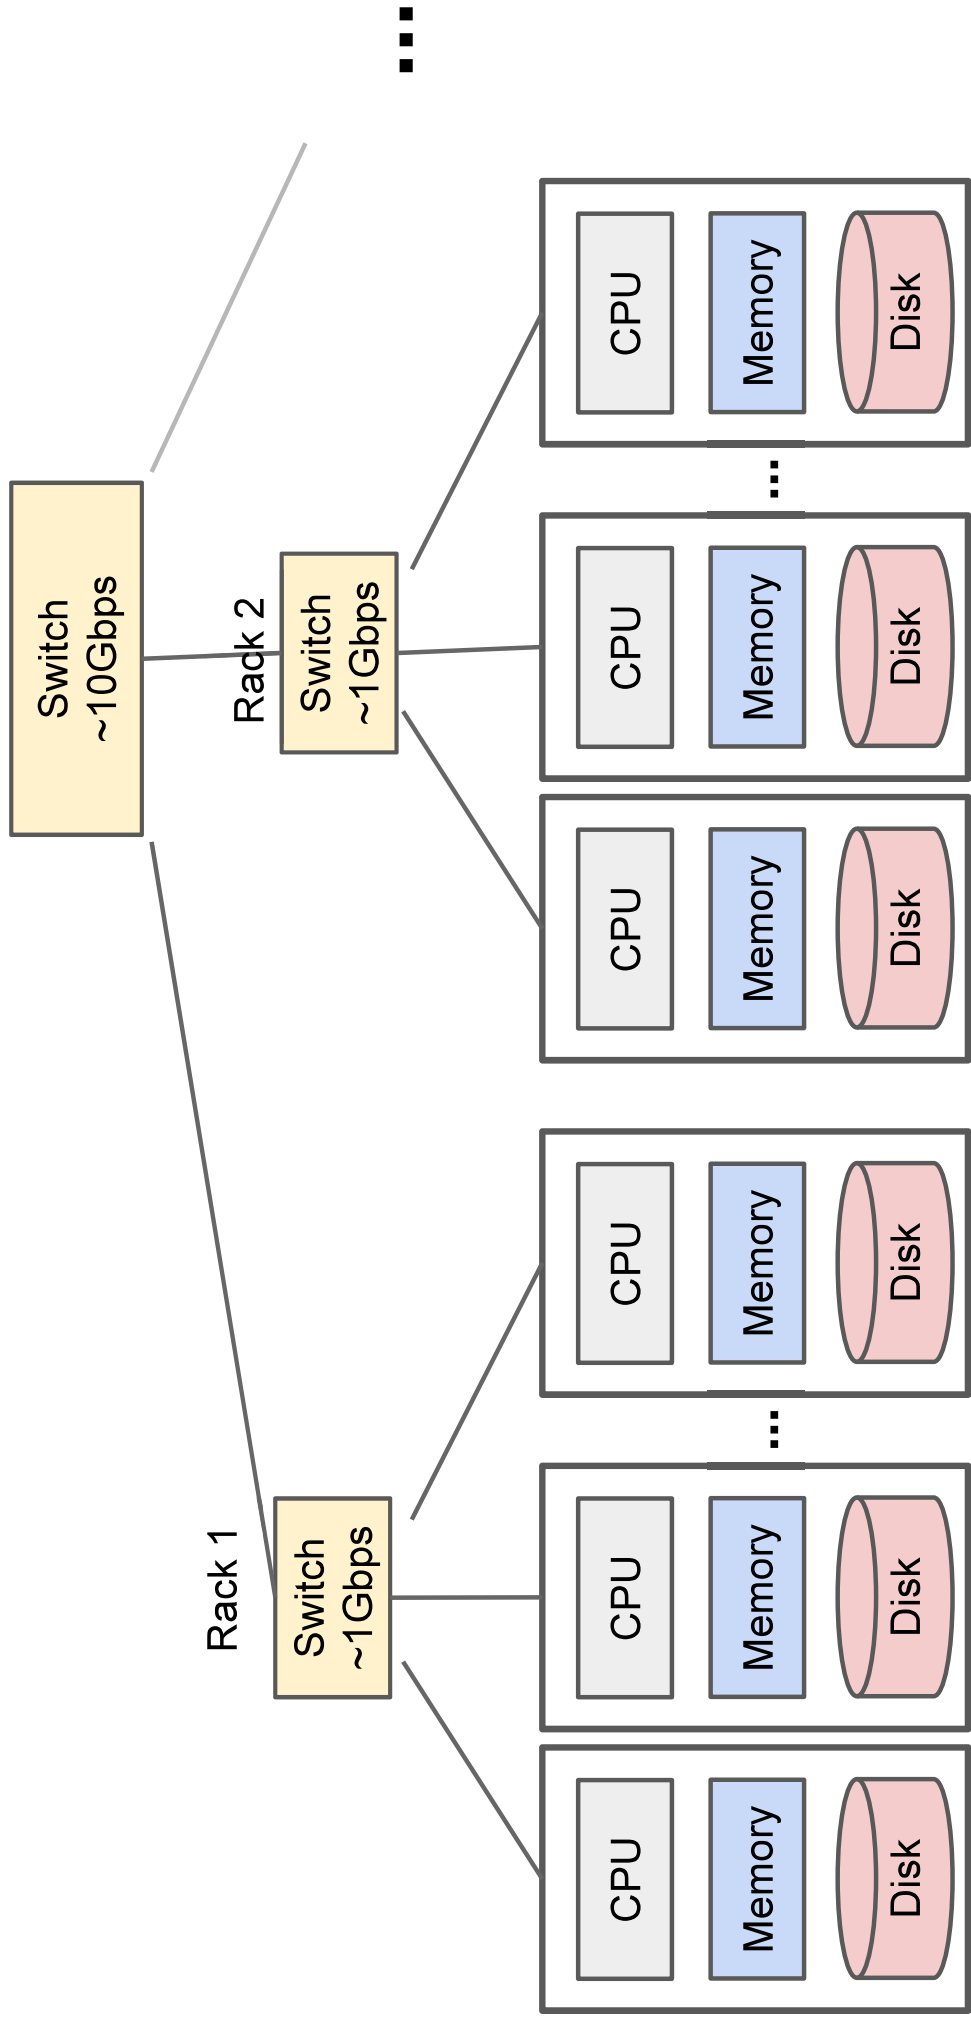 Switch
~10Gbps
Rack 1
Rack 2
Switch
~1Gbps
Switch
~1Gbps
...
CPU
Memory
Disk
CPU
Memory
Disk
...
CPU
Memory
Disk
CPU
Memory
Disk
CPU
Memory
Disk
...
CPU
Memory
Disk